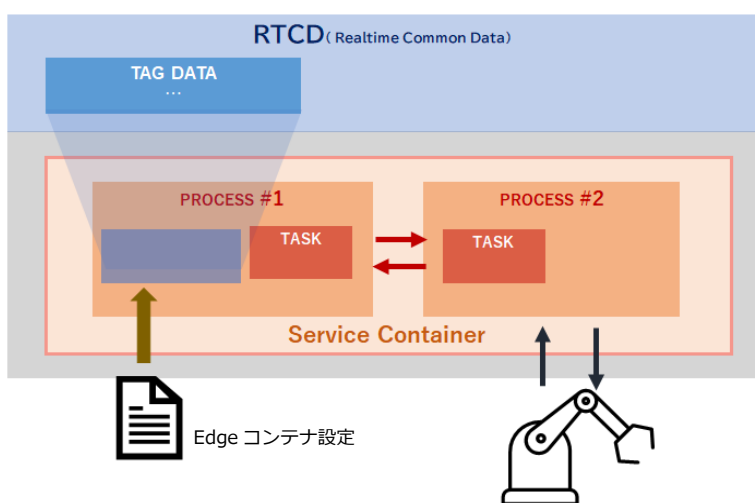 RTCD( Realtime Common Data)
TAG DATA
...
PROCESS #1
PROCESS #2
TASK
TASK
Service Container
Edge コンテナ設定